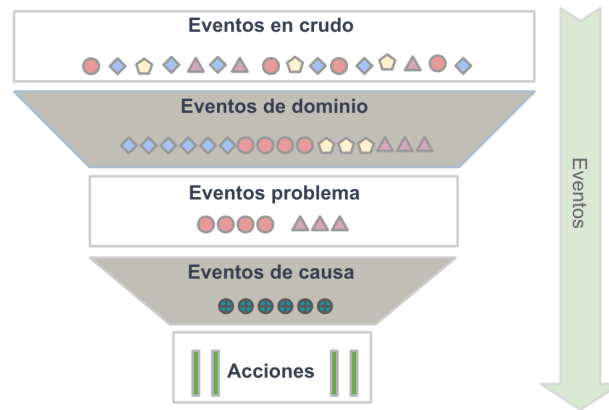 Eventos en crudo
Eventos de dominio
Eventos problema
Eventos de causa
Acciones
Eventos